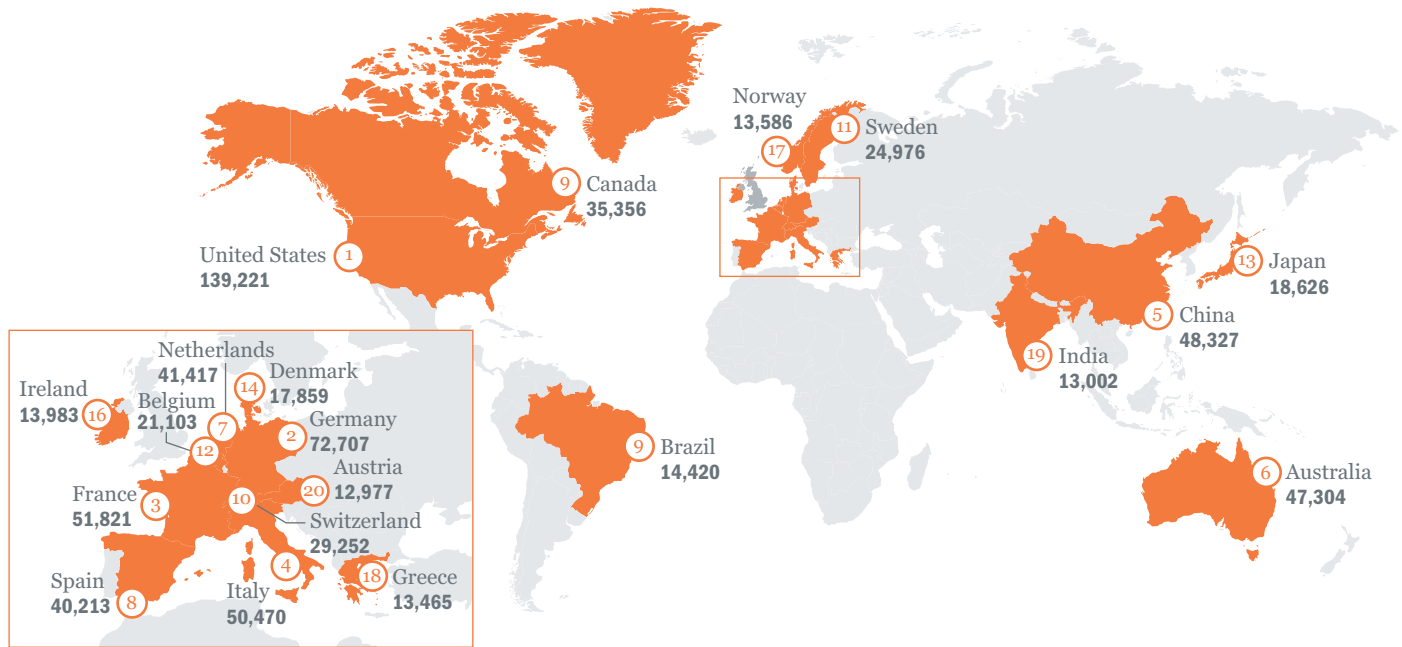 Norway
13,586
17
11
Sweden
24,976
9
Canada
35,356
United States
139,221
1
13
Japan
18,626
5
China
48,327
19
India
13,002
6
Australia
47,304
9
Brazil
14,420
Netherlands
41,417
7
14
Denmark
17,859
Ireland
13,983
16
Belgium
21,103
12
2
Germany
72,707
20
Austria
12,977
France
51,821
3
10
Switzerland
29,252
Spain
40,213
8
4
Italy
50,470
18
Greece
13,465